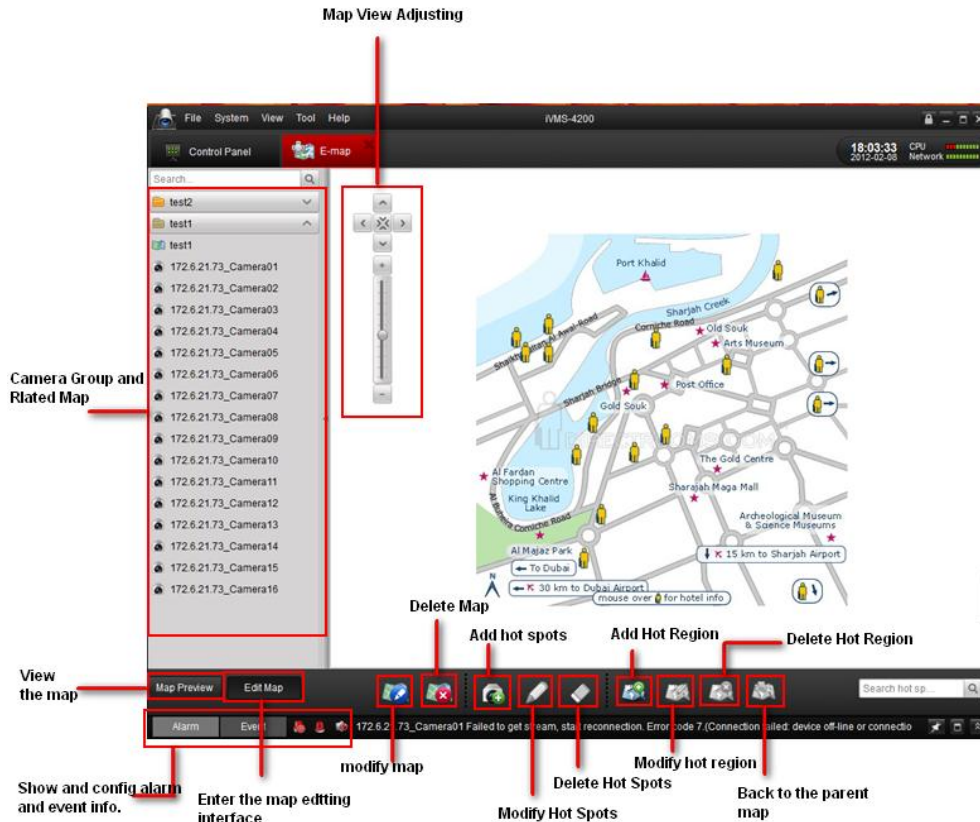 Map View Adjusting
File System View Tool Help
iVMS-4200
Control Panel
E-map
18:03:33
2012-02-08
CPU
Network
Search...
test2
test1
test1
172.6.21.73_Camera01
172.6.21.73_Camera02
172.6.21.73_Camera03
172.6.21.73_Camera04
172.6.21.73_Camera05
172.6.21.73_Camera06
172.6.21.73_Camera07
172.6.21.73_Camera08
172.6.21.73_Camera09
172.6.21.73_Camera10
172.6.21.73_Camera11
172.6.21.73_Camera12
172.6.21.73_Camera13
172.6.21.73_Camera14
172.6.21.73_Camera15
172.6.21.73_Camera16
Camera Group and
Rlated Map
Port Khalid
Sharjah Creek
Corniche Road
Old Souk
Arts Museum
Sharjah Bridge
Post Office
Gold Souk
The Gold Centre
Al Fardan
Shopping Centre
Sharajah Maga Mall
King Khalid
Lake
Al Buheira Corniche Road
Archeological Museum
& Science Museums
Al Majaz Park
15 km to Sharjah Airport
To Dubai
N
30 km to Dubai Airport
mouse over for hotel info
Delete Map
Add hot spots
Add Hot Region
Delete Hot Region
View
the map
Map Preview
Edit Map
Search hot sp...
Alarm
Event
172.6.21.73_Camera01 Failed to get stream, start reconnection. Error code 7.(Connection failed: device off-line or connectio
modify map
Modify hot region
Delete Hot Spots
Show and config alarm
and event info.
Enter the map edtting
interface
Modify Hot Spots
Back to the parent
map